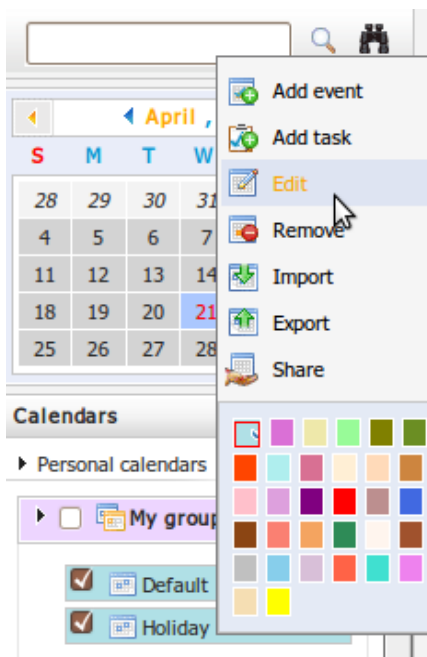 Add event
April ,
Add task
S M T W
Edit
28 29 30 31
Remove
4 5 6 7
11 12 13 14
Import
18 19 20 21
Export
25 26 27 28
Share
Calendars
Personal calendars
My group
Default
Holiday